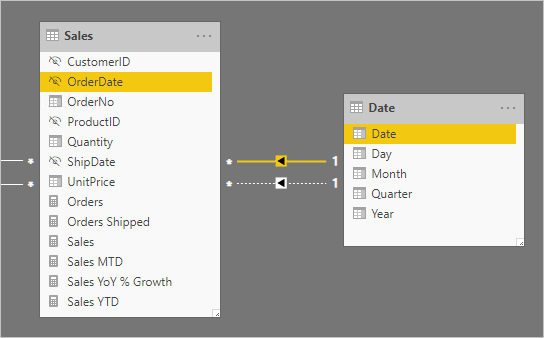 Sales ...
CustomerID
OrderDate
OrderNo
ProductID
Quantity
ShipDate
UnitPrice
Orders
Orders Shipped
Sales
Sales MTD
Sales YoY % Growth
Sales YTD
* 1
* 1
*
*
Date ...
Date
Day
Month
Quarter
Year